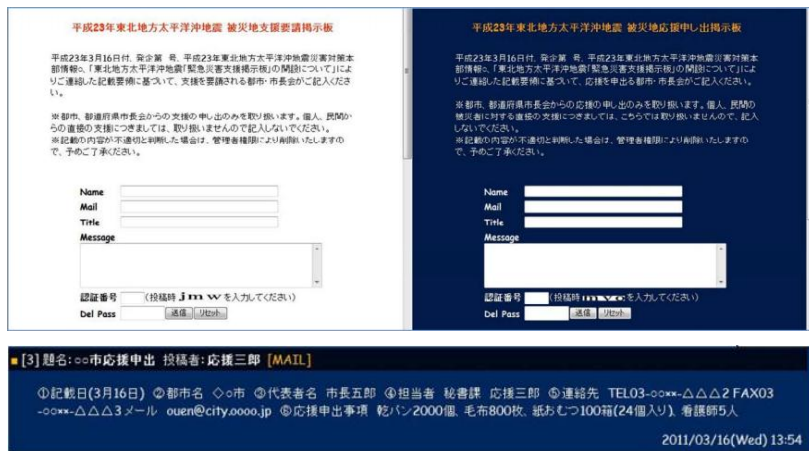 平成23年東北地方太平洋沖地震 被災地支援要請掲示板
平成23年3月16日付、発企第 号、平成23年東北地方太平洋沖地震災害対策本
部情報○、「東北地方太平洋沖地震「緊急災害支援掲示板」の開設について」によ
りご連絡した記載要領に基づいて、支援を要請される都市・市長会がご記入くださ
い。
※都市、都道府県市長会からの支援の申し出のみを取り扱います。個人、民間か
らの直接の支援につきましては、取り扱いませんので記入しないでください。
※記載の内容が不適切と判断した場合は、管理者権限により削除いたしますの
で、予めご了承ください。
Name
Mail
Title
Message
認証番号 (投稿時 jmw を入力してください)
Del Pass 送信 リセット
平成23年東北地方太平洋沖地震 被災地応援申し出掲示板
平成23年3月16日付、発企第 号、平成23年東北地方太平洋沖地震災害対策本
部情報○、「東北地方太平洋沖地震「緊急災害支援掲示板」の開設について」によ
りご連絡した記載要領に基づいて、応援を申出る都市・市長会がご記入ください。
※都市、都道府県市長会からの応援の申し出のみを取り扱います。個人、民間の
被災者に対する直接の支援につきましては、こちらでは取り扱いませんので、記入
しないでください。
※記載の内容が不適切と判断した場合は、管理者権限により削除いたしますの
で、予めご了承ください。
Name
Mail
Title
Message
認証番号 (投稿時 を入力してください)
Del Pass 送信 リセット
[3] 題名:○○市応援申出 投稿者:応援三郎 [MAIL]
①記載日(3月16日) ②都市名 ◇○市 ③代表者名 市長五郎 ④担当者 秘書課 応援三郎 ⑤連絡先 TEL03-○○××-△△△2 FAX03
-○○××-△△△3 メール ouen@city.oooo.jp ⑥応援申出事項 乾パン2000個、毛布800枚、紙おむつ100箱(24個入り)、看護師5人
2011/03/16(Wed) 13:54